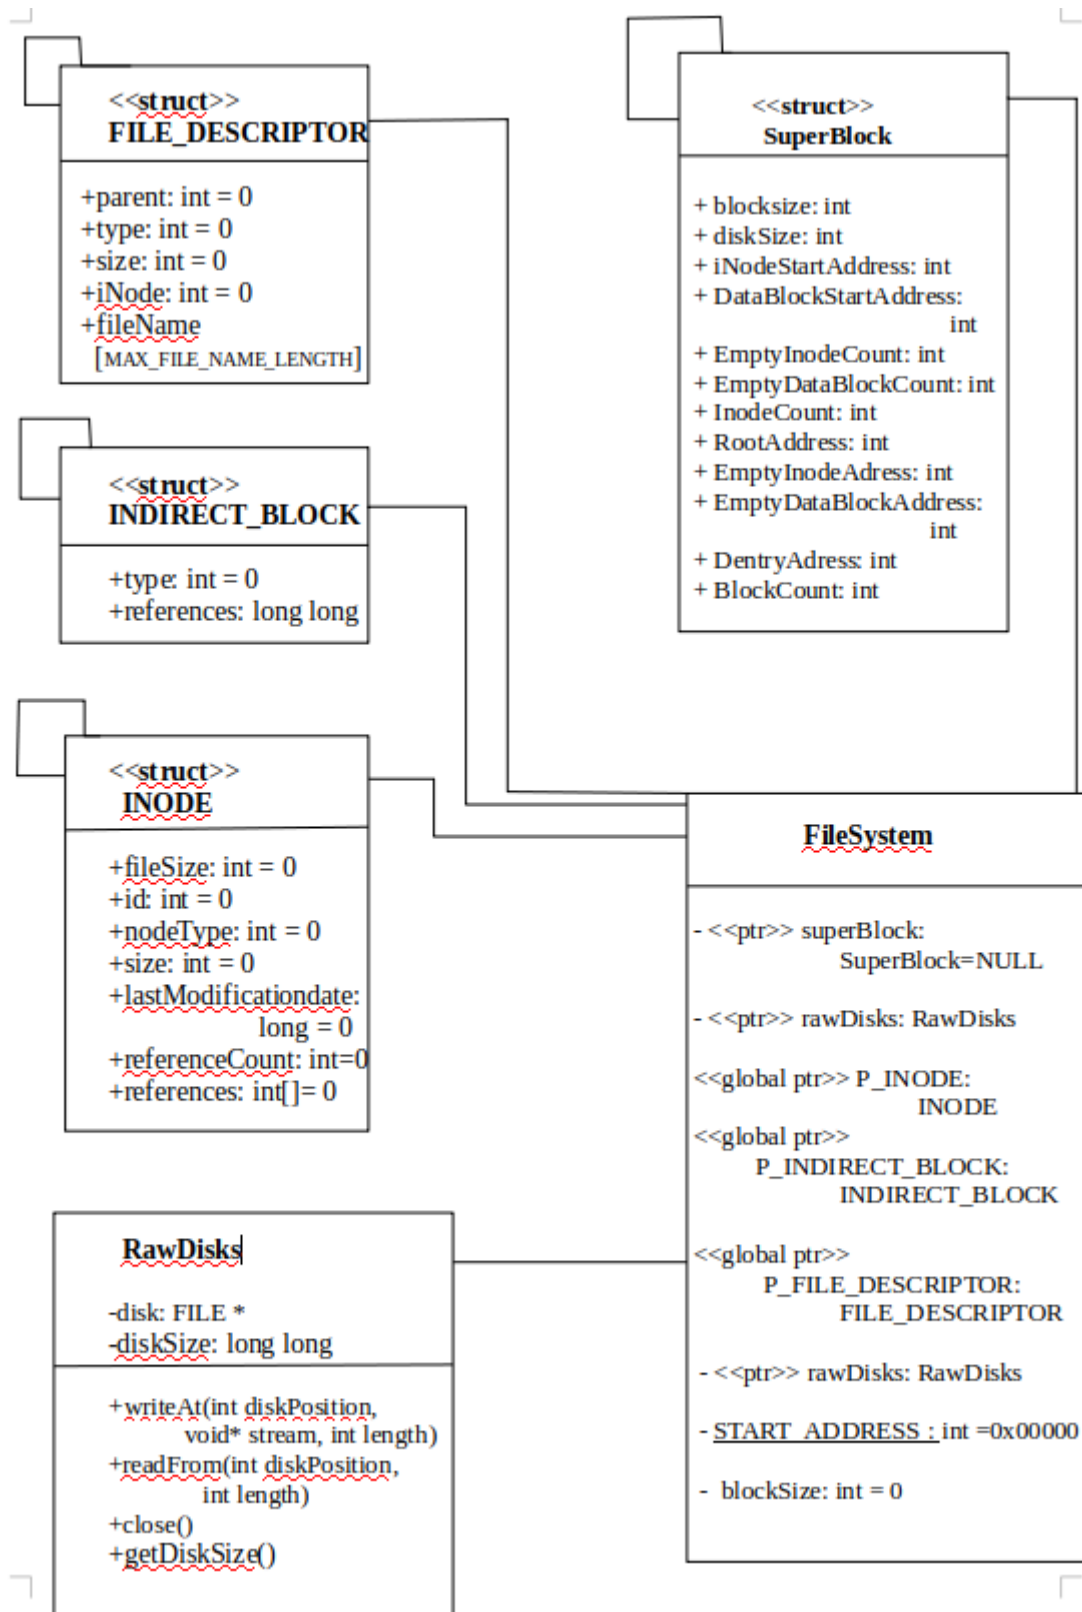 <<struct>>
FILE_DESCRIPTOR
+parent: int = 0
+type: int = 0
+size: int = 0
+iNode: int = 0
+fileName
[MAX_FILE_NAME_LENGTH]
<<struct>>
SuperBlock
+ blocksize: int
+ diskSize: int
+ iNodeStartAddress: int
+ DataBlockStartAddress:
int
+ EmptyInodeCount: int
+ EmptyDataBlockCount: int
+ InodeCount: int
+ RootAddress: int
+ EmptyInodeAdress: int
+ EmptyDataBlockAddress:
int
+ DentryAdress: int
+ BlockCount: int
<<struct>>
INDIRECT_BLOCK
+type: int = 0
+references: long long
<<struct>>
INODE
+fileSize: int = 0
+id: int = 0
+nodeType: int = 0
+size: int = 0
+lastModificationdate:
long = 0
+referenceCount: int=0
+references: int[]= 0
FileSystem
- <<ptr>> superBlock:
SuperBlock=NULL
- <<ptr>> rawDisks: RawDisks
<<global ptr>> P_INODE:
INODE
<<global ptr>>
P_INDIRECT_BLOCK:
INDIRECT_BLOCK
<<global ptr>>
P_FILE_DESCRIPTOR:
FILE_DESCRIPTOR
- <<ptr>> rawDisks: RawDisks
- START_ADDRESS : int =0x00000
- blockSize: int = 0
RawDisks
-disk: FILE *
-diskSize: long long
+writeAt(int diskPosition,
void* stream, int length)
+readFrom(int diskPosition,
int length)
+close()
+getDiskSize()